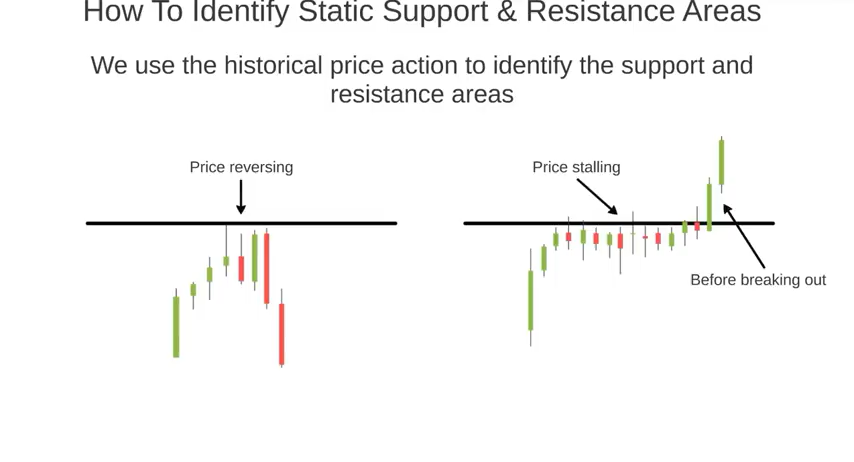 How To Identify Static Support & Resistance Areas
We use the historical price action to identify the support and
resistance areas
Price reversing
Price stalling
Before breaking out